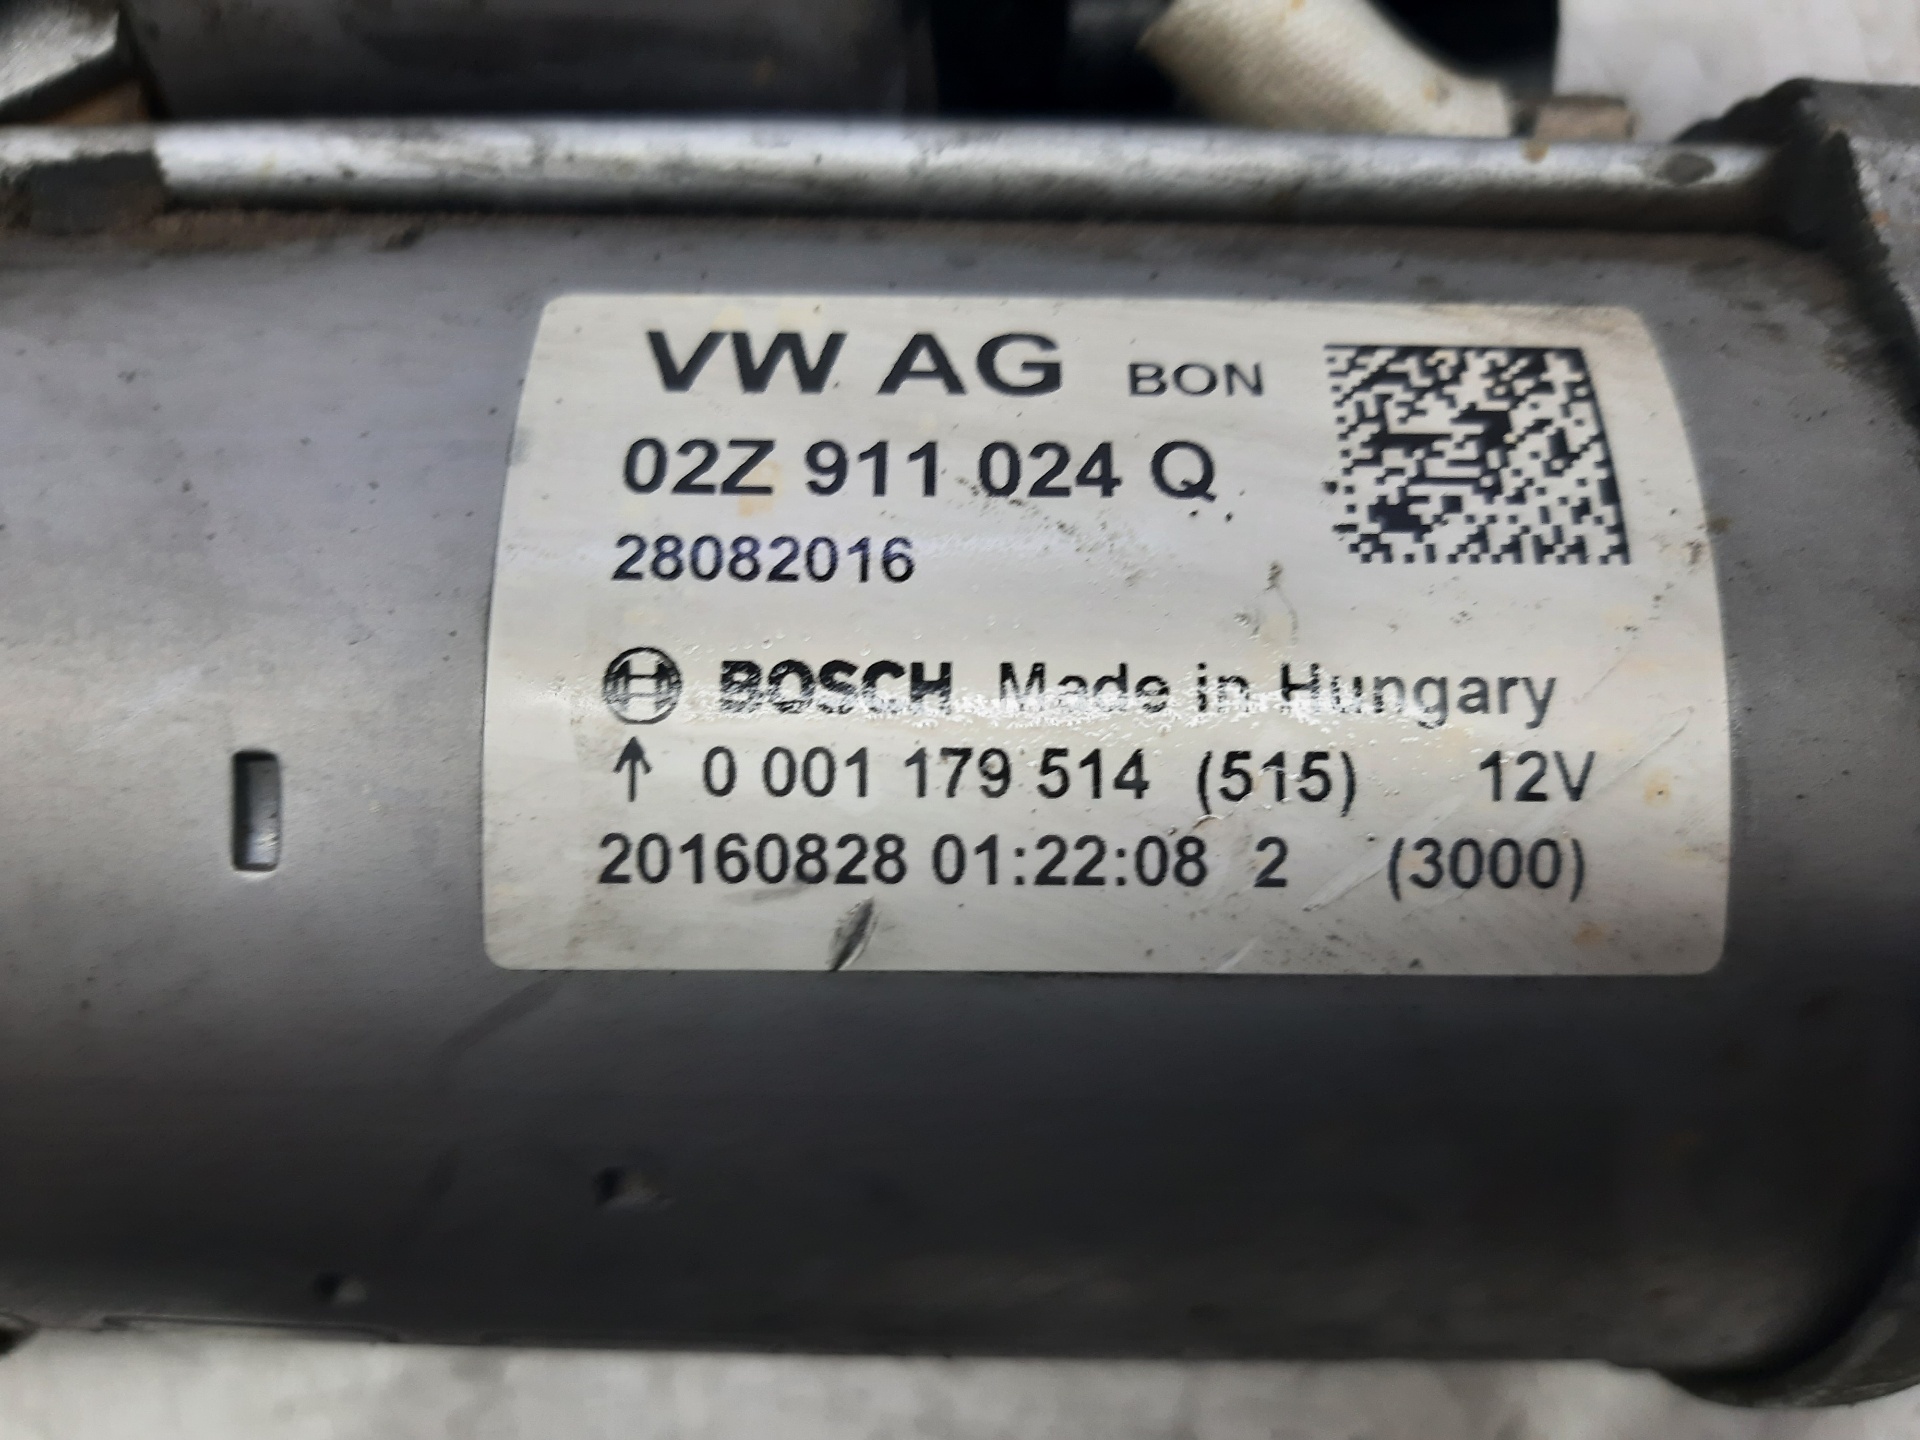 VW AG BON
02Z 911 024 Q
28082016
BOSCH Made in Hungary
↑ 0 001 179 514 (515) 12V
20160828 01:22:08 2 (3000)